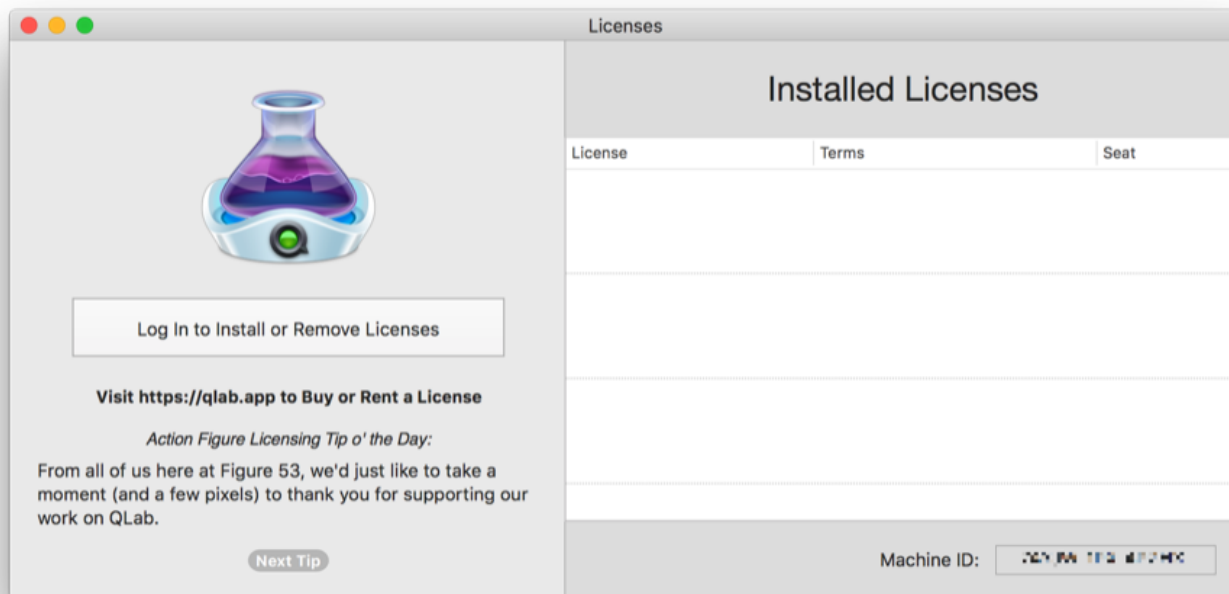 Licenses
Log In to Install or Remove Licenses
Visit https://qlab.app to Buy or Rent a License
Action Figure Licensing Tip o' the Day:
From all of us here at Figure 53, we'd just like to take a
moment (and a few pixels) to thank you for supporting our
work on QLab.
Next Tip
Installed Licenses
License Terms Seat
Machine ID: